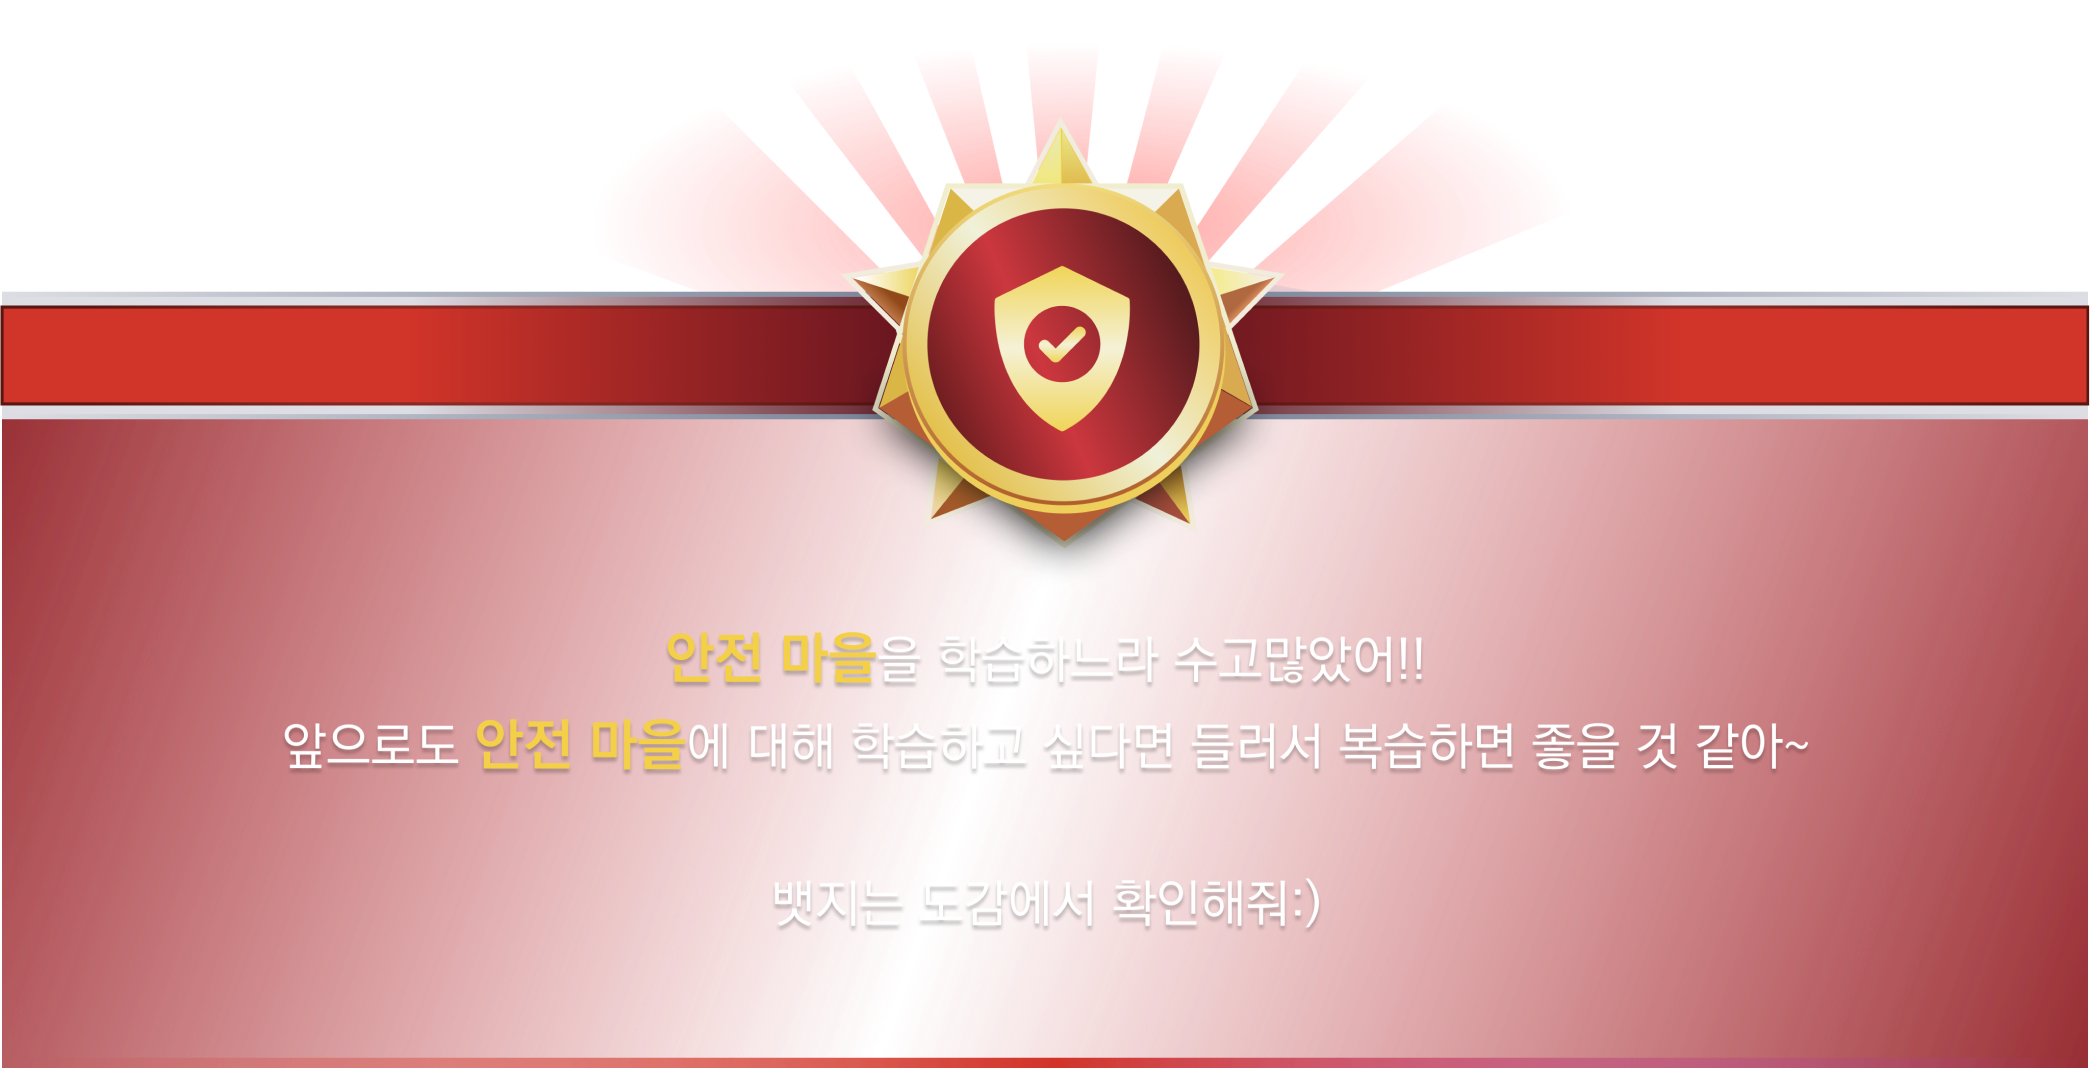 안전 마을을 학습하느라 수고많았어!!
앞으로도 안전 마을에 대해 학습하고 싶다면 들러서 복습하면 좋을 것 같아~
뱃지는 도감에서 확인해줘:)